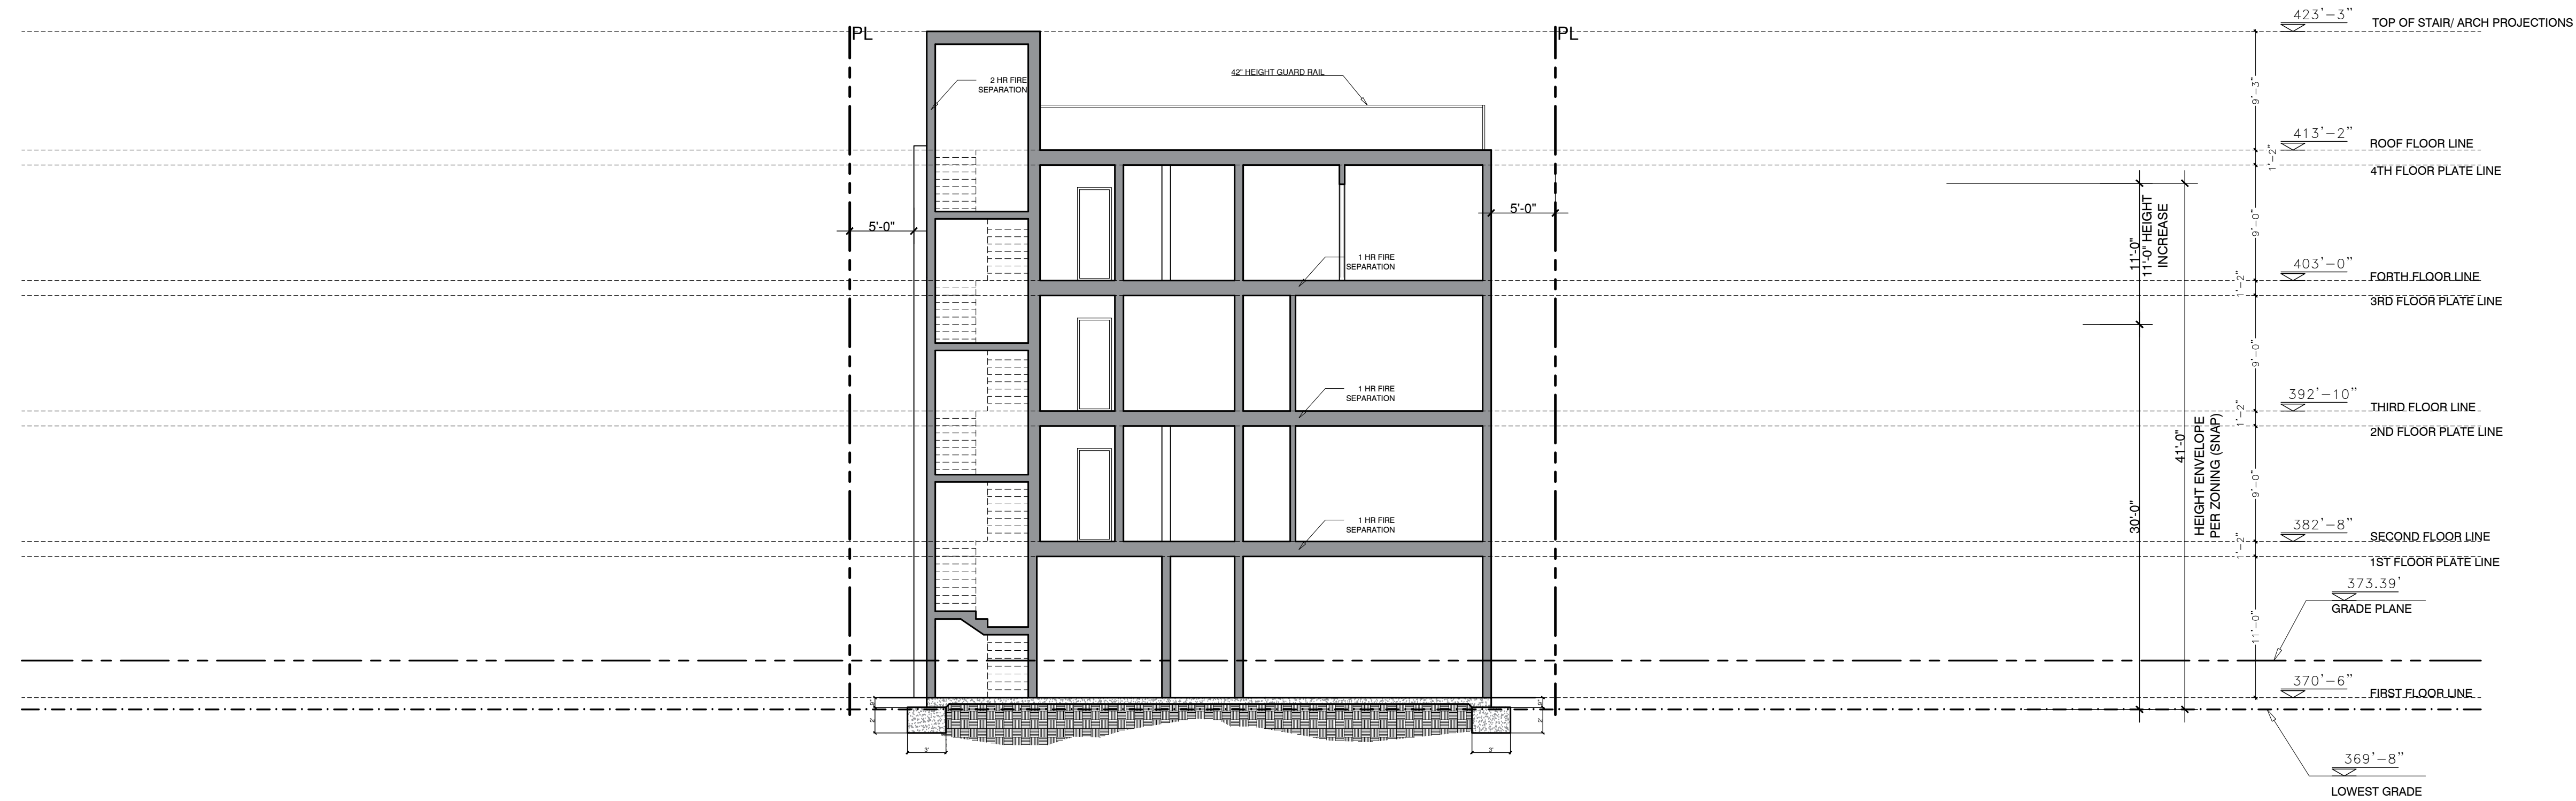 423'-3"
TOP OF STAIR/ ARCH PROJECTIONS
PL
PL
42" HEIGHT GUARD RAIL
2 HR FIRE
SEPARATION
9'-3"
413'-2"
ROOF FLOOR LINE
1'-2"
4TH FLOOR PLATE LINE
5'-0"
5'-0"
11'-0"
11'-0" HEIGHT
INCREASE
9'-0"
1 HR FIRE
SEPARATION
403'-0"
FORTH FLOOR LINE
1'-2"
3RD FLOOR PLATE LINE
9'-0"
1 HR FIRE
SEPARATION
392'-10"
THIRD FLOOR LINE
1'-2"
2ND FLOOR PLATE LINE
41'-0"
HEIGHT ENVELOPE
PER ZONING (SNAP)
9'-0"
30'-0"
1 HR FIRE
SEPARATION
382'-8"
SECOND FLOOR LINE
1'-2"
1ST FLOOR PLATE LINE
373.39'
GRADE PLANE
11'-0"
370'-6"
FIRST FLOOR LINE
9"
9"
2'
2'
3'
3'
369'-8"
LOWEST GRADE